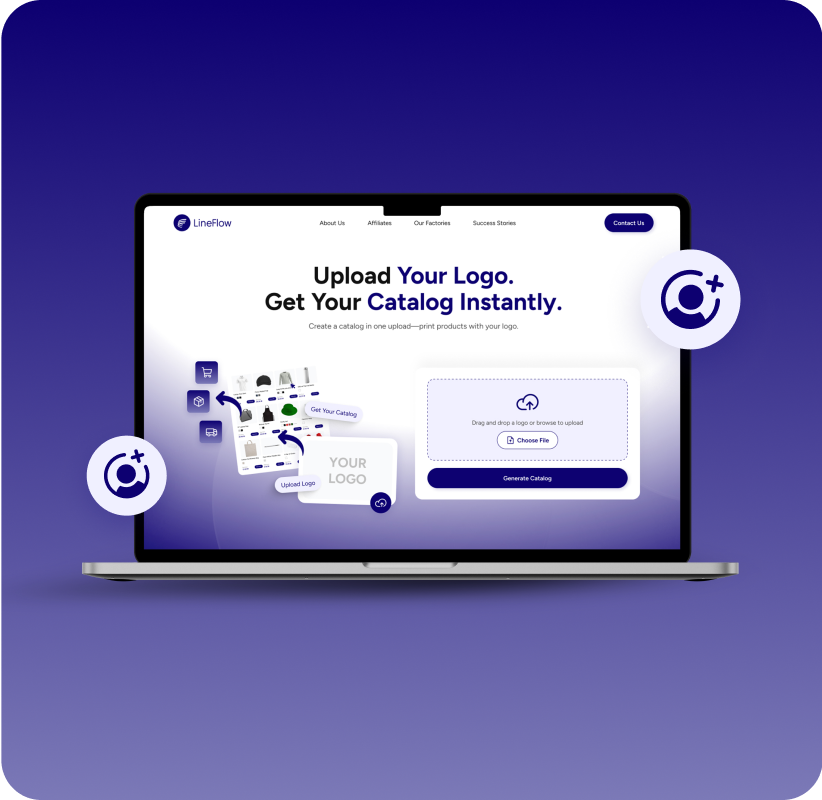 LineFlow
About Us
Affiliates
Our Factories
Success Stories
Contact Us
Upload Your Logo.
Get Your Catalog Instantly.
Create a catalog in one upload—print products with your logo.
Get Your Catalog
YOUR
LOGO
Upload Logo
Drag and drop a logo or browse to upload
Choose File
Generate Catalog